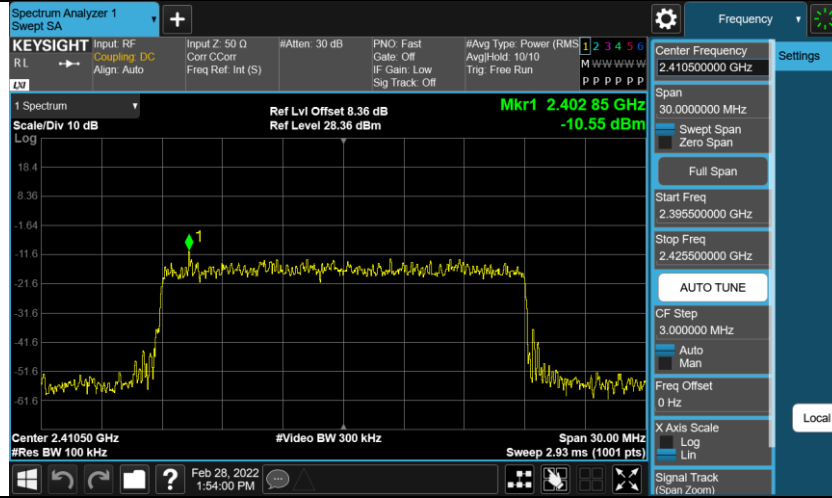 Spectrum Analyzer 1
Swept SA
+
Frequency
KEYSIGHT
RL
LXI
Input: RF
Coupling: DC
Align: Auto
Input Z: 50 Ω
Corr CCorr
Freq Ref: Int (S)
#Atten: 30 dB
PNO: Fast
Gate: Off
IF Gain: Low
Sig Track: Off
#Avg Type: Power (RMS
Avg|Hold: 10/10
Trig: Free Run
1 2 3 4 5 6
M W W W W W
P P P P P P
1 Spectrum
Scale/Div 10 dB
Log
Ref Lvl Offset 8.36 dB
Ref Level 28.36 dBm
Mkr1 2.402 85 GHz
-10.55 dBm
18.4
8.36
-1.64
-11.6
-21.6
-31.6
-41.6
-51.6
-61.6
1
Center 2.41050 GHz
#Res BW 100 kHz
#Video BW 300 kHz
Span 30.00 MHz
Sweep 2.93 ms (1001 pts)
Center Frequency
2.410500000 GHz
Settings
Span
30.0000000 MHz
Swept Span
Zero Span
Full Span
Start Freq
2.395500000 GHz
Stop Freq
2.425500000 GHz
AUTO TUNE
CF Step
3.000000 MHz
Auto
Man
Freq Offset
0 Hz
Local
X Axis Scale
Log
Lin
Signal Track
(Span Zoom)
?
Feb 28, 2022
1:54:00 PM